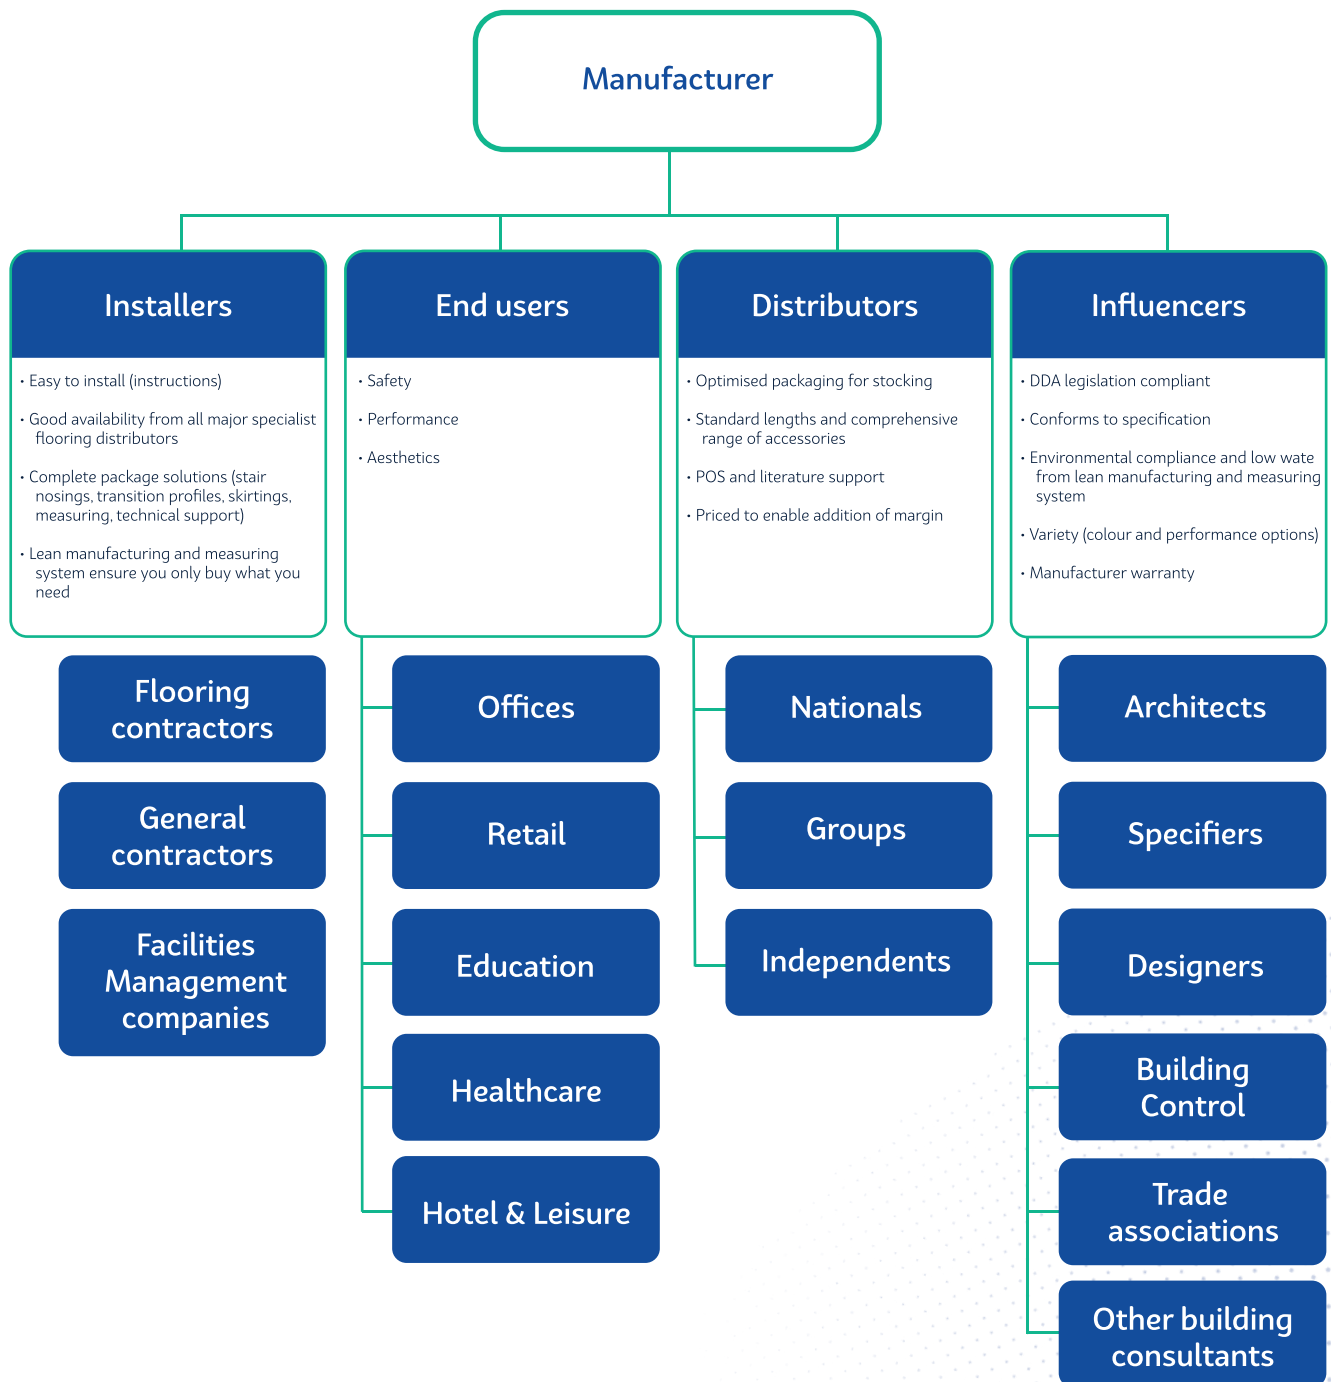 Manufacturer
Installers
• Easy to install (instructions)
• Good availability from all major specialist
flooring distributors
• Complete package solutions (stair
nosings, transition profiles, skirtings,
measuring, technical support)
• Lean manufacturing and measuring
system ensure you only buy what you
need
Flooring
contractors
General
contractors
Facilities
Management
companies
End users
• Safety
• Performance
• Aesthetics
Offices
Retail
Education
Healthcare
Hotel & Leisure
Distributors
• Optimised packaging for stocking
• Standard lengths and comprehensive
range of accessories
• POS and literature support
• Priced to enable addition of margin
Nationals
Groups
Independents
Influencers
• DDA legislation compliant
• Conforms to specification
• Environmental compliance and low wate
from lean manufacturing and measuring
system
• Variety (colour and performance options)
• Manufacturer warranty
Architects
Specifiers
Designers
Building
Control
Trade
associations
Other building
consultants